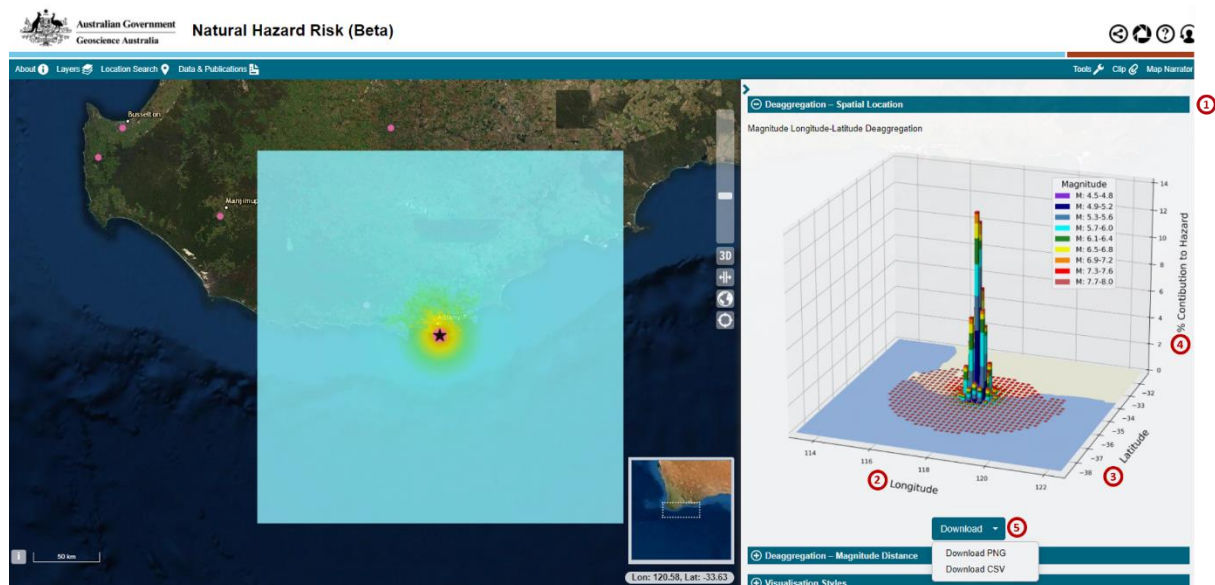 Australian Government
Geoscience Australia
Natural Hazard Risk (Beta)
About Layers Location Search Data & Publications
Tools Clip Map Narrator
Busselton
Manjimup
3D
50 km
Lon: 120.58, Lat: -33.63
Deaggregation – Spatial Location
1
Magnitude Longitude-Latitude Deaggregation
Magnitude
M: 4.5-4.8
M: 4.9-5.2
M: 5.3-5.6
M: 5.7-6.0
M: 6.1-6.4
M: 6.5-6.8
M: 6.9-7.2
M: 7.3-7.6
M: 7.7-8.0
14
12
10
8
6
4
2
0
% Contibution to Hazard
4
-32
-33
-34
-35
-36
-37
-38
Latitude
3
114
116
118
120
122
2 Longitude
Download 5
Download PNG
Download CSV
Deaggregation – Magnitude Distance
Visualisation Styles